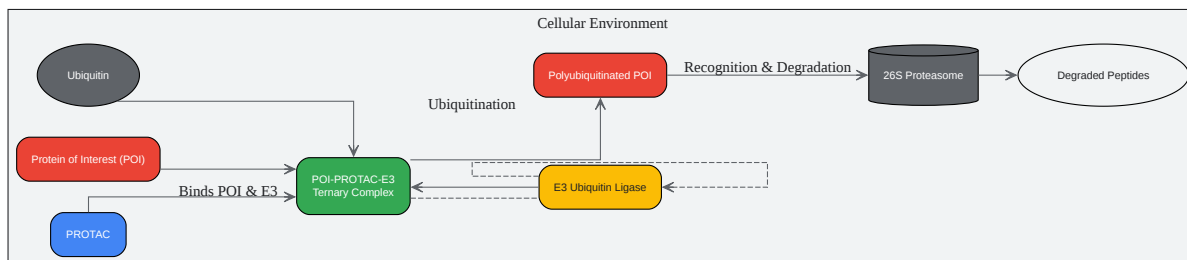 Cellular Environment
Ubiquitin
Polyubiquitinated POI
Recognition & Degradation
26S Proteasome
Degraded Peptides
Ubiquitination
Protein of Interest (POI)
Binds POI & E3
POI-PROTAC-E3
Ternary Complex
E3 Ubiquitin Ligase
PROTAC